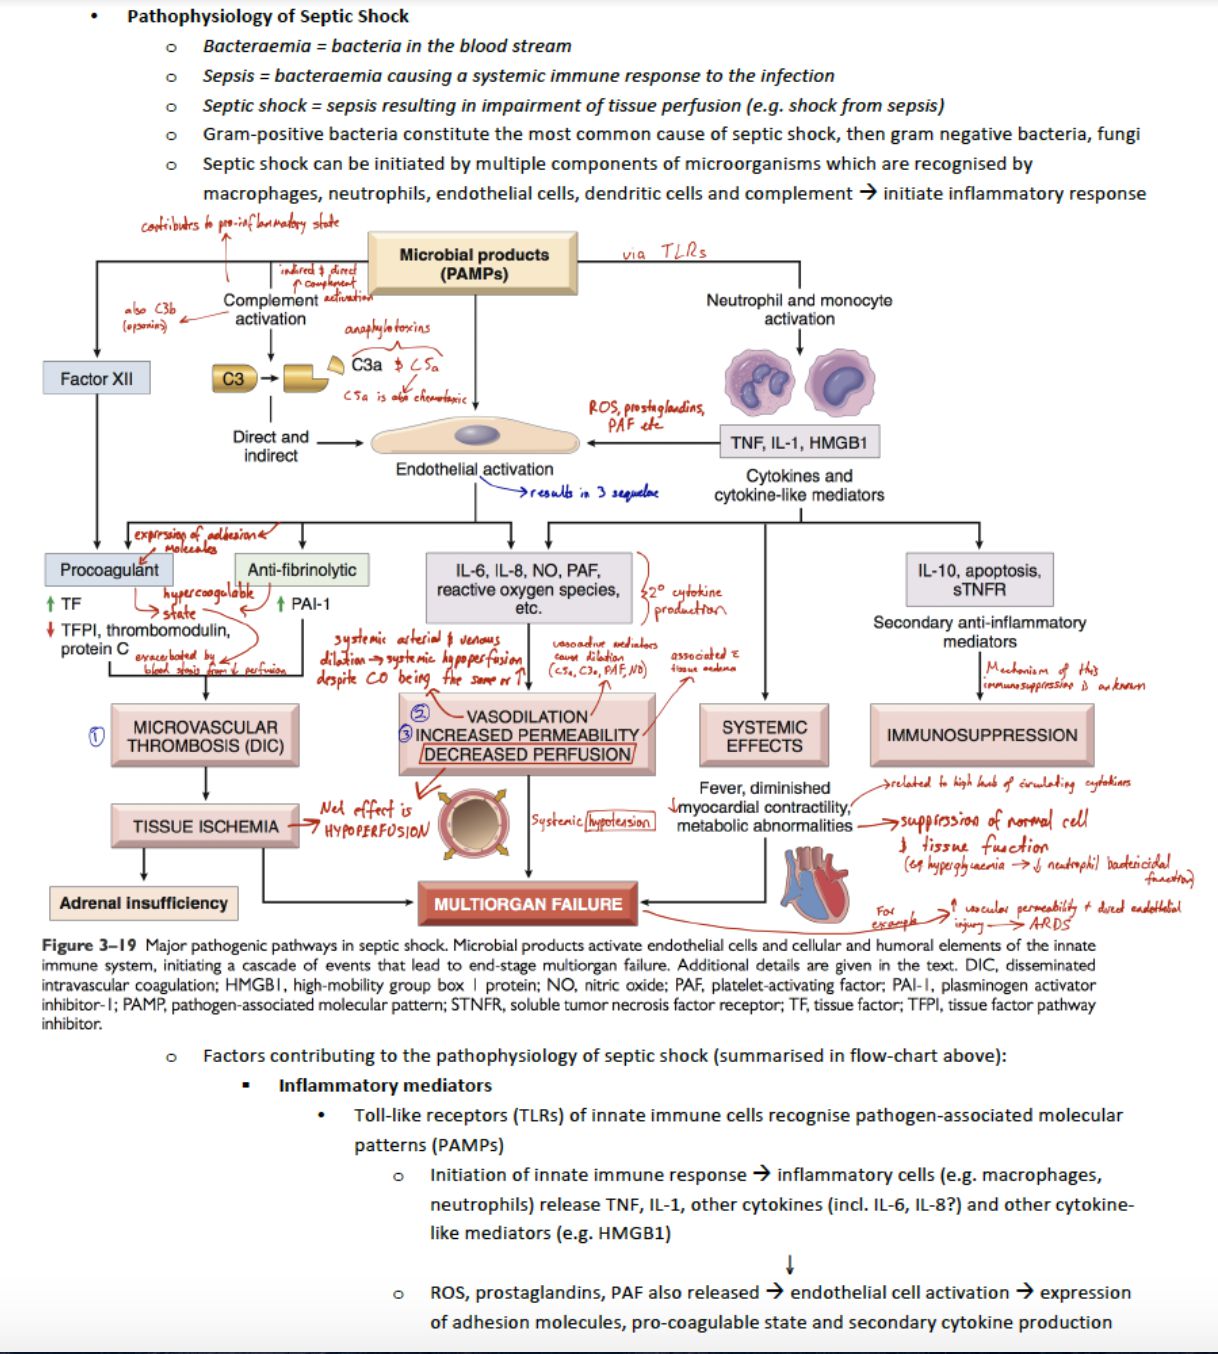 • Pathophysiology of Septic Shock
o Bacteraemia = bacteria in the blood stream
o Sepsis = bacteraemia causing a systemic immune response to the infection
o Septic shock = sepsis resulting in impairment of tissue perfusion (e.g. shock from sepsis)
o Gram-positive bacteria constitute the most common cause of septic shock, then gram negative bacteria, fungi
o Septic shock can be initiated by multiple components of microorganisms which are recognised by
macrophages, neutrophils, endothelial cells, dendritic cells and complement → initiate inflammatory response
contributes to pro-inflammatory state
Microbial products
(PAMPs)
via TLRs
indirect & direct
↑ complement
activation
Complement
activation
also C3b
(opsonins)
Neutrophil and monocyte
activation
anaphylotoxins
Factor XII
C3
C3a & C5a
C5a is also chemotaxic
ROS, prostaglandins,
PAF etc
Direct and
indirect
TNF, IL-1, HMGB1
Endothelial activation
Cytokines and
cytokine-like mediators
→ results in 3 sequelae
expression of adhesion
molecules
Procoagulant
Anti-fibrinolytic
IL-6, IL-8, NO, PAF,
reactive oxygen species,
etc.
2° cytokine
production
IL-10, apoptosis,
sTNFR
hypercoagulable
state
↑ TF
↑ PAI-1
↓ TFPI, thrombomodulin,
protein C
Secondary anti-inflammatory
mediators
exacerbated by
blood stasis from ↓ perfusion
systemic arterial & venous
dilation → systemic hypoperfusion
despite CO being the same or ↑
vasoactive mediators
cause dilation
(C5a, C3a, PAF, NO)
associated c̄
tissue oedema
Mechanism of this
immunosuppression is unknown
①
MICROVASCULAR
THROMBOSIS (DIC)
② VASODILATION
③ INCREASED PERMEABILITY
DECREASED PERFUSION
SYSTEMIC
EFFECTS
IMMUNOSUPPRESSION
TISSUE ISCHEMIA
Net effect is
HYPOPERFUSION
Systemic hypotension
Fever, diminished
↓ myocardial contractility,
metabolic abnormalities
→ related to high levels of circulating cytokines
→ suppression of normal cell
& tissue function
(eg hyperglycaemia → ↓ neutrophil bactericidal
function)
Adrenal insufficiency
MULTIORGAN FAILURE
For
example
↑ vascular permeability + direct endothelial
injury → ARDS
Figure 3–19 Major pathogenic pathways in septic shock. Microbial products activate endothelial cells and cellular and humoral elements of the innate
immune system, initiating a cascade of events that lead to end-stage multiorgan failure. Additional details are given in the text. DIC, disseminated
intravascular coagulation; HMGB1, high-mobility group box 1 protein; NO, nitric oxide; PAF, platelet-activating factor; PAI-1, plasminogen activator
inhibitor-1; PAMP, pathogen-associated molecular pattern; STNFR, soluble tumor necrosis factor receptor; TF, tissue factor; TFPI, tissue factor pathway
inhibitor.
o Factors contributing to the pathophysiology of septic shock (summarised in flow-chart above):
▪ Inflammatory mediators
• Toll-like receptors (TLRs) of innate immune cells recognise pathogen-associated molecular
patterns (PAMPs)
o Initiation of innate immune response → inflammatory cells (e.g. macrophages,
neutrophils) release TNF, IL-1, other cytokines (incl. IL-6, IL-8?) and other cytokine-
like mediators (e.g. HMGB1)
↓
o ROS, prostaglandins, PAF also released → endothelial cell activation → expression
of adhesion molecules, pro-coagulable state and secondary cytokine production